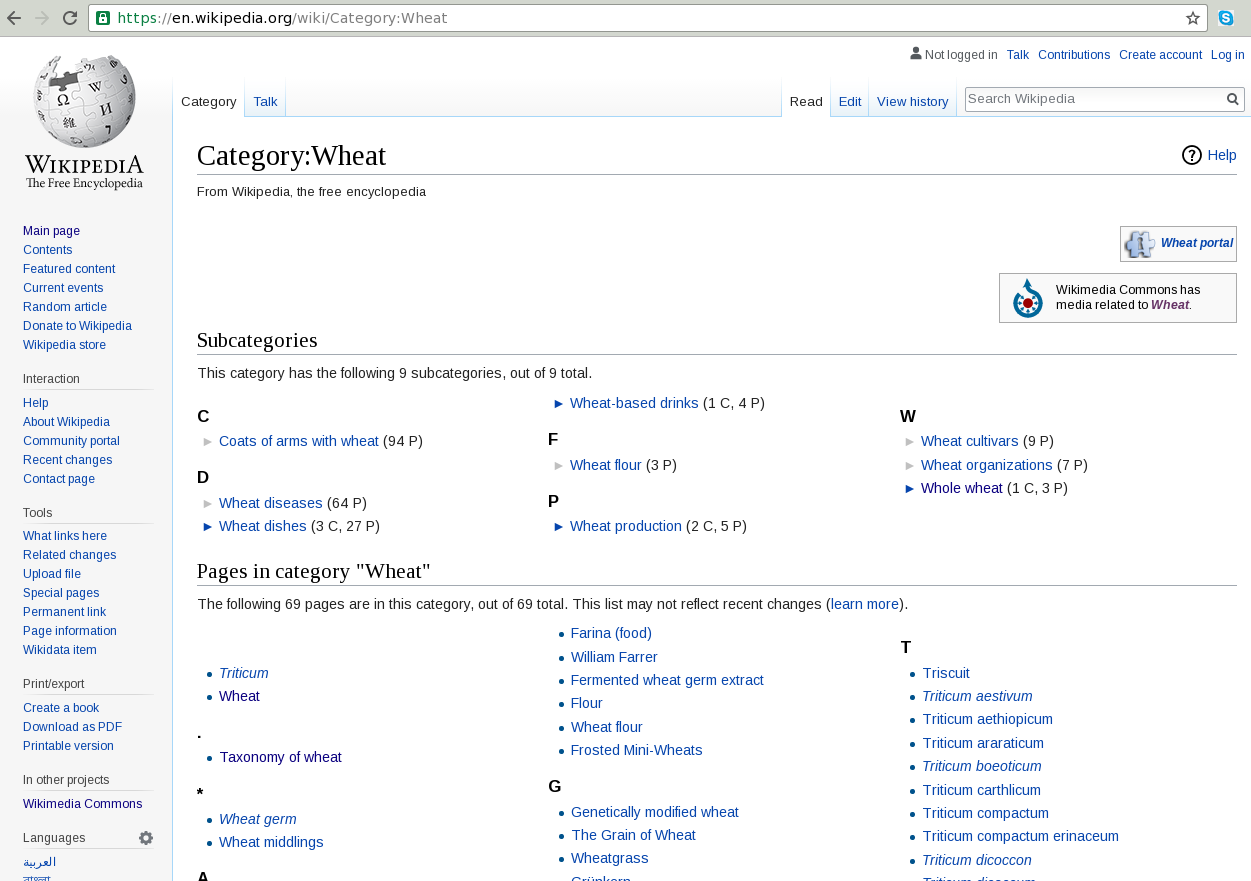 https://en.wikipedia.org/wiki/Category:Wheat
Not logged in Talk Contributions Create account Log in
Category Talk Read Edit View history Search Wikipedia
WIKIPEDIA
The Free Encyclopedia
Main page
Contents
Featured content
Current events
Random article
Donate to Wikipedia
Wikipedia store
Interaction
Help
About Wikipedia
Community portal
Recent changes
Contact page
Tools
What links here
Related changes
Upload file
Special pages
Permanent link
Page information
Wikidata item
Print/export
Create a book
Download as PDF
Printable version
In other projects
Wikimedia Commons
Languages
العربية
বাংলা
Category:Wheat
Help
From Wikipedia, the free encyclopedia
Wheat portal
Wikimedia Commons has
media related to Wheat.
Subcategories
This category has the following 9 subcategories, out of 9 total.
C
► Coats of arms with wheat (94 P)
D
► Wheat diseases (64 P)
► Wheat dishes (3 C, 27 P)
► Wheat-based drinks (1 C, 4 P)
F
► Wheat flour (3 P)
P
► Wheat production (2 C, 5 P)
W
► Wheat cultivars (9 P)
► Wheat organizations (7 P)
► Whole wheat (1 C, 3 P)
Pages in category "Wheat"
The following 69 pages are in this category, out of 69 total. This list may not reflect recent changes (learn more).
• Triticum
• Wheat
.
• Taxonomy of wheat
*
• Wheat germ
• Wheat middlings
A
• Farina (food)
• William Farrer
• Fermented wheat germ extract
• Flour
• Wheat flour
• Frosted Mini-Wheats
G
• Genetically modified wheat
• The Grain of Wheat
• Wheatgrass
• Grünkern
T
• Triscuit
• Triticum aestivum
• Triticum aethiopicum
• Triticum araraticum
• Triticum boeoticum
• Triticum carthlicum
• Triticum compactum
• Triticum compactum erinaceum
• Triticum dicoccon